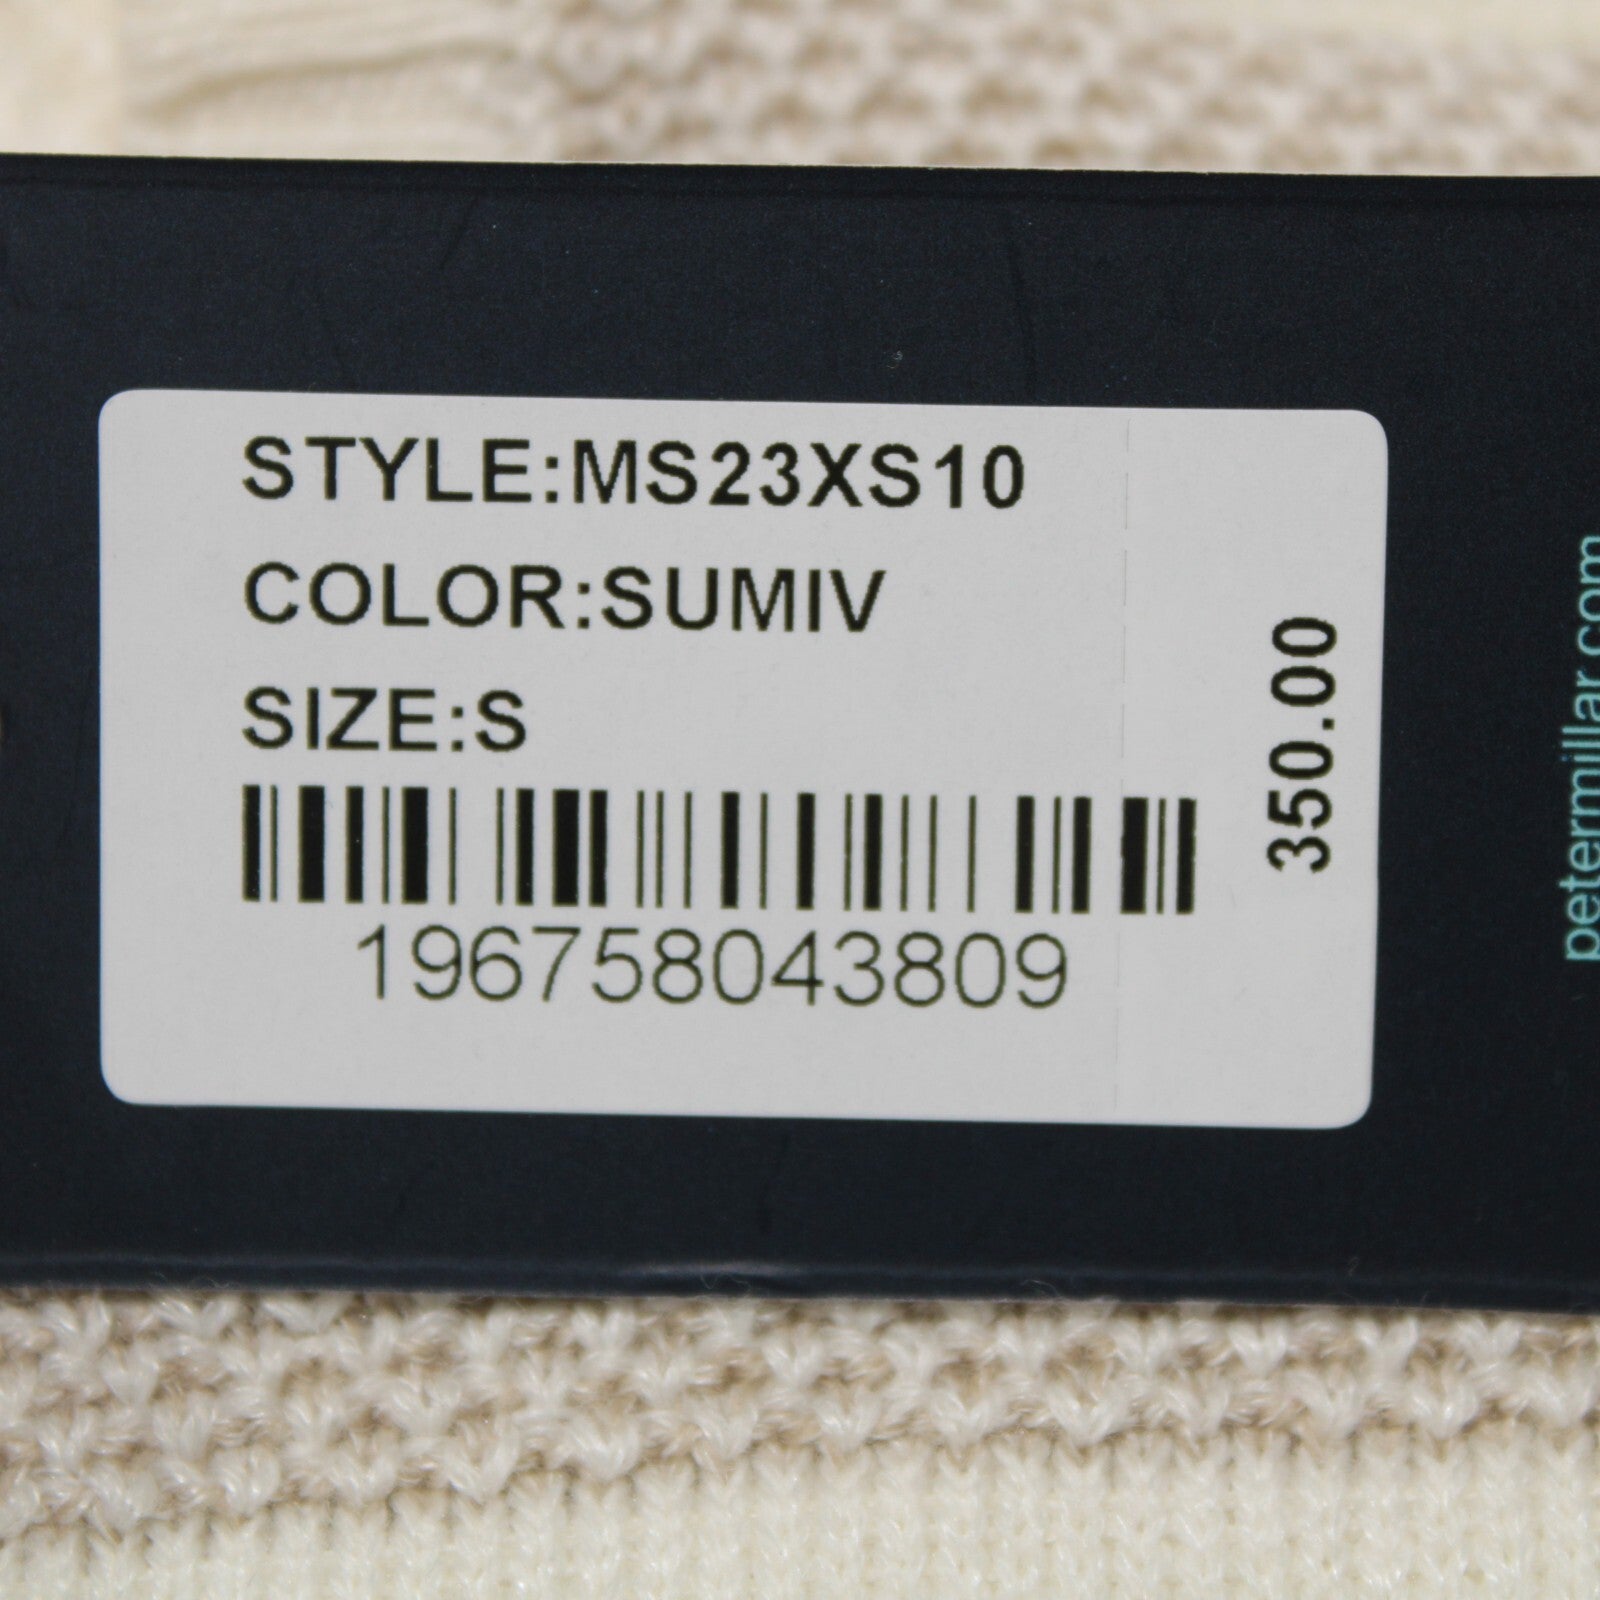 STYLE:MS23XS10
COLOR:SUMIV
SIZE:S
196758043809
350.00
petermillar.com